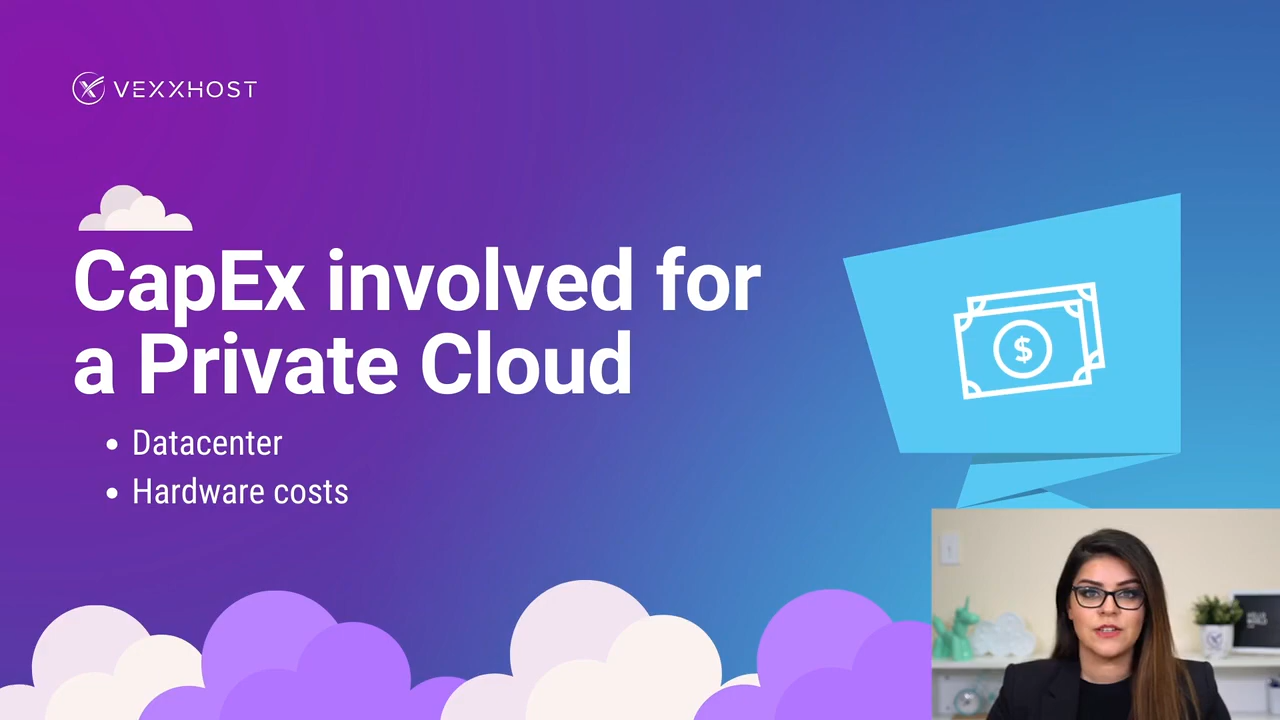 VEXXHOST
CapEx involved for
a Private Cloud
• Datacenter
• Hardware costs
$